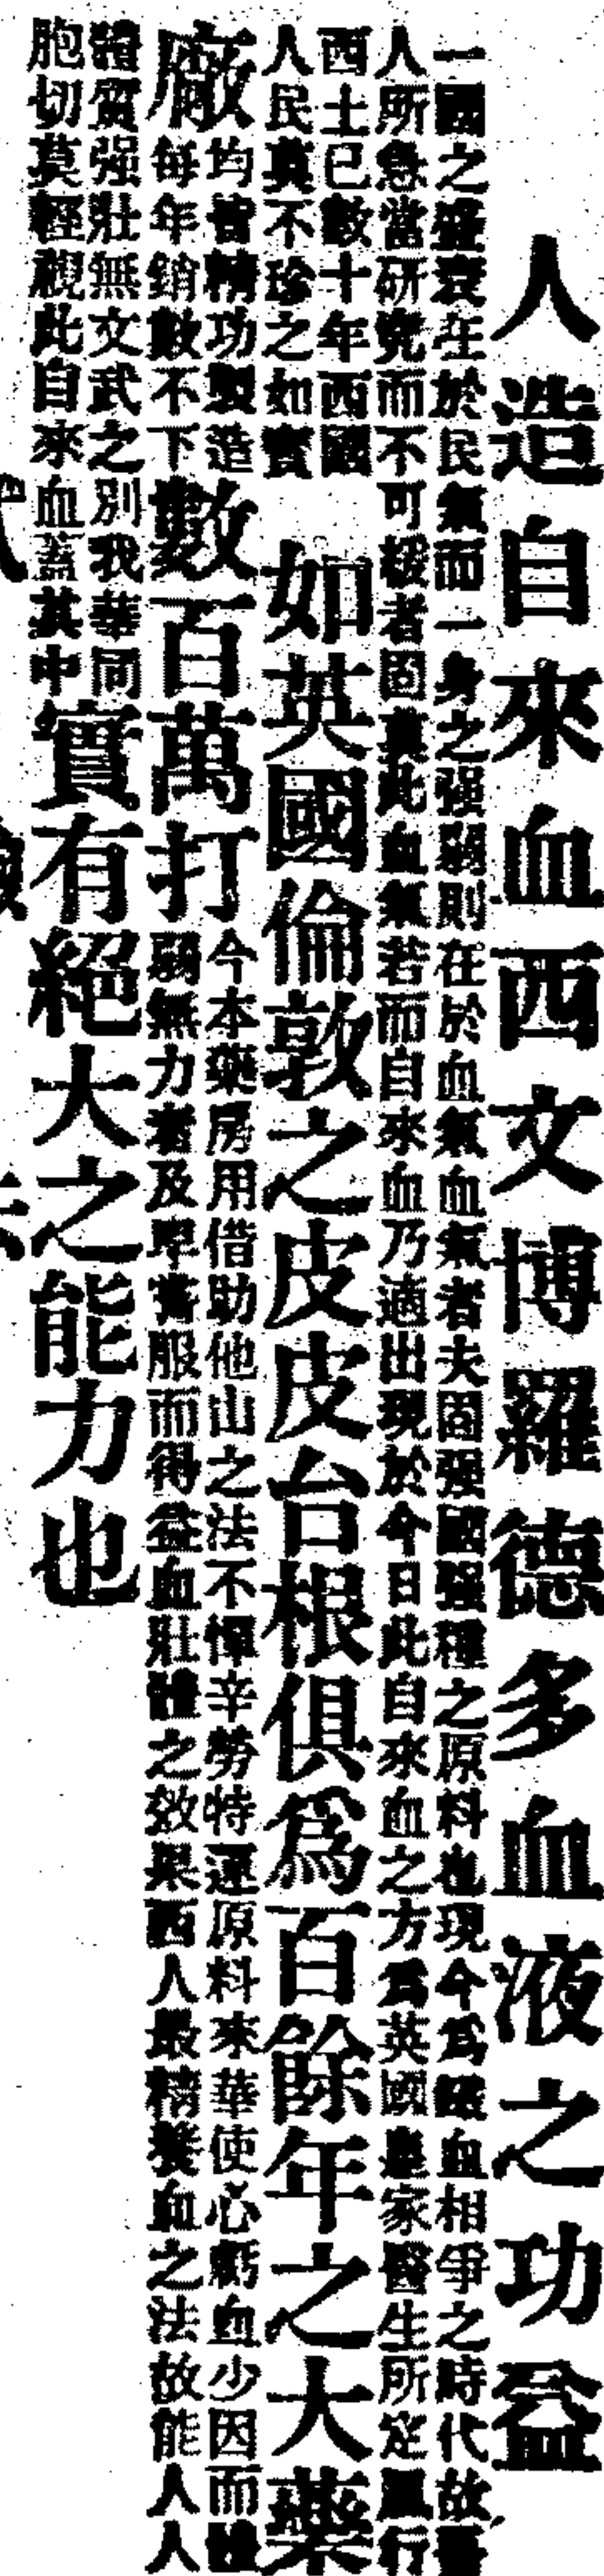 人造自來血西文博羅德多血液之功益
一國之盛衰在於民氣而一身之强弱則在於血氣血氣者夫固强國强種之原料也現今爲鐵血相爭之時代故吾
人所急當研究而不可緩者固莫此血氣若而自來血乃適出現於今日此自來血之方爲英國皇家醫生所定風行
西土已數十年西國
人民莫不珍之如寶
如英國倫敦之皮皮台根俱爲百餘年之大藥
廠
均皆精功製造
每年銷數不下
數百萬打
今本藥房用借助他山之法不憚辛勞特運原料來華使心虧血少因而體
弱無力者及早嘗服而得益血壯體之效果西人最精養血之法故能人人
體質强壯無文武之別我華同
胞切莫輕視此自來血蓋其中
實有絕大之能力也